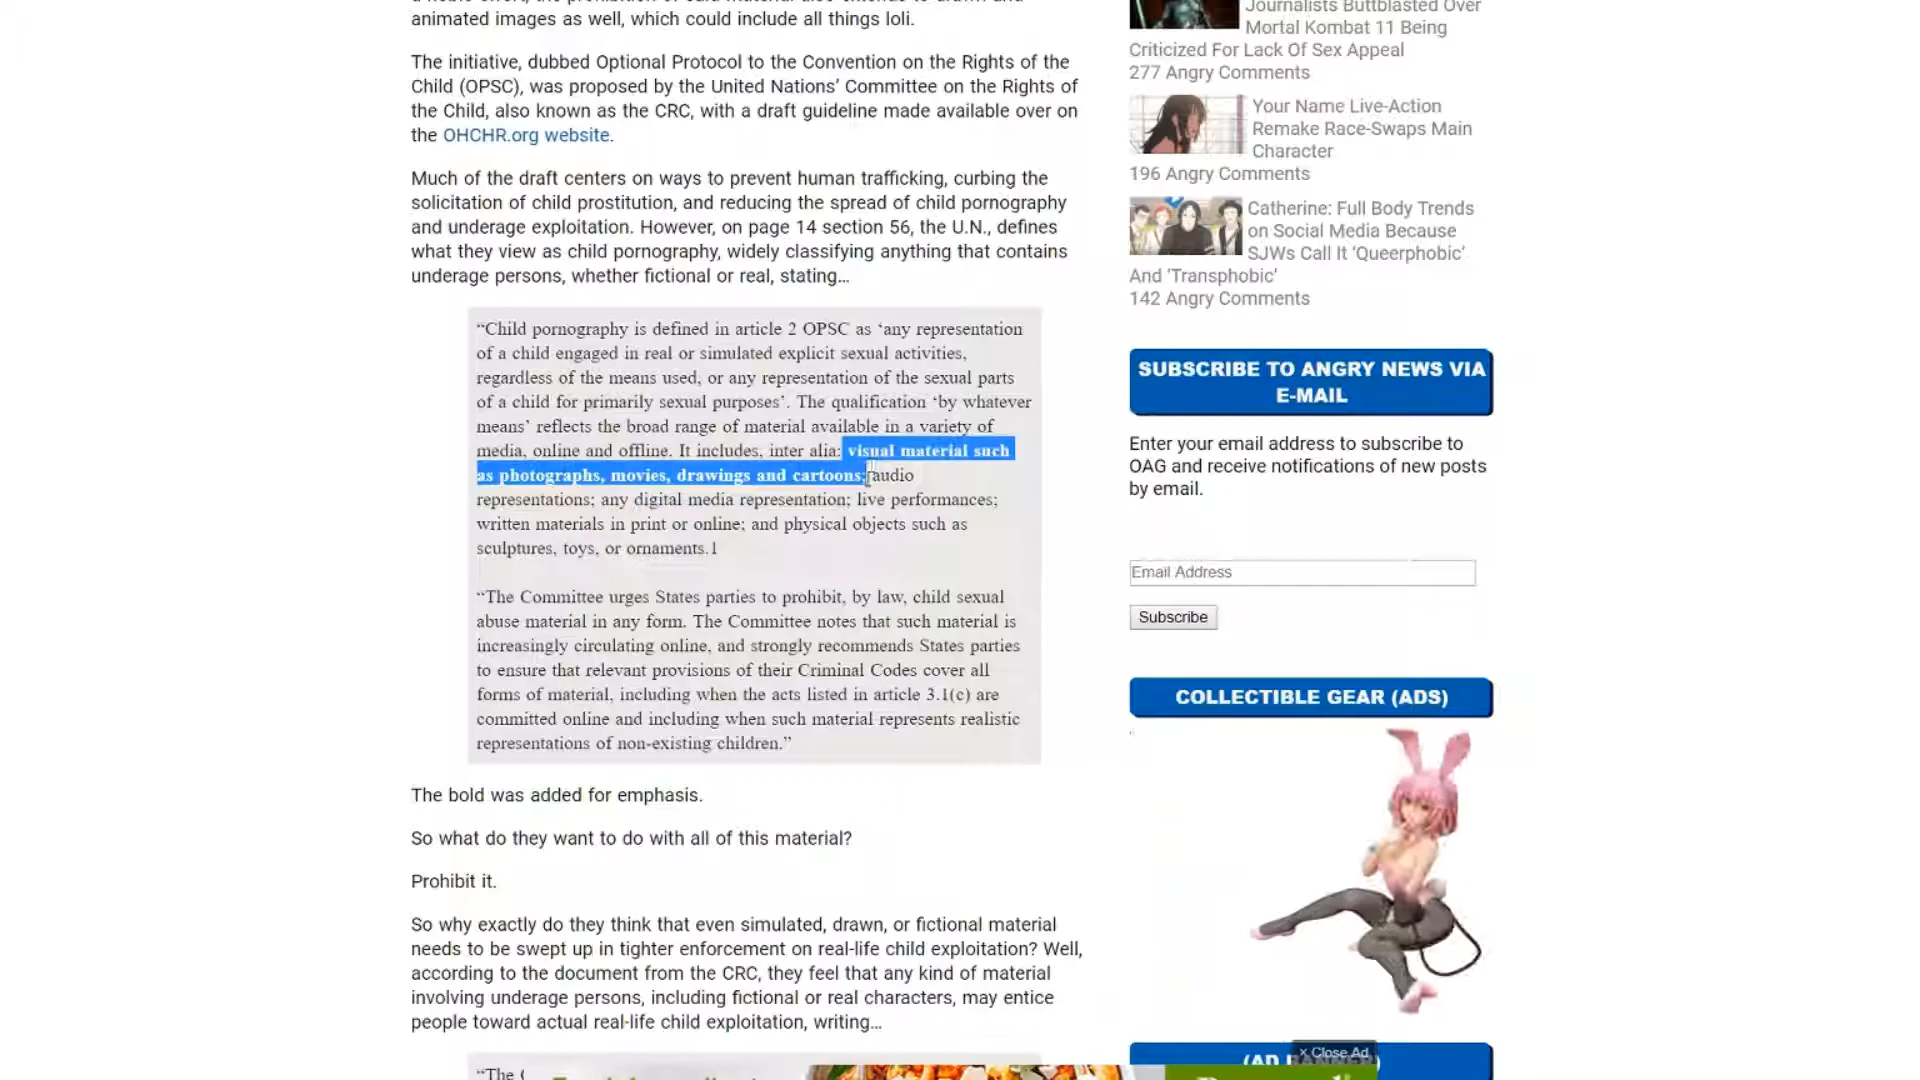 animated images as well, which could include all things loli.
The initiative, dubbed Optional Protocol to the Convention on the Rights of the
Child (OPSC), was proposed by the United Nations’ Committee on the Rights of
the Child, also known as the CRC, with a draft guideline made available over on
the OHCHR.org website.
Much of the draft centers on ways to prevent human trafficking, curbing the
solicitation of child prostitution, and reducing the spread of child pornography
and underage exploitation. However, on page 14 section 56, the U.N., defines
what they view as child pornography, widely classifying anything that contains
underage persons, whether fictional or real, stating…
“Child pornography is defined in article 2 OPSC as ‘any representation
of a child engaged in real or simulated explicit sexual activities,
regardless of the means used, or any representation of the sexual parts
of a child for primarily sexual purposes’. The qualification ‘by whatever
means’ reflects the broad range of material available in a variety of
media, online and offline. It includes, inter alia: visual material such
as photographs, movies, drawings and cartoons; audio
representations; any digital media representation; live performances;
written materials in print or online; and physical objects such as
sculptures, toys, or ornaments.1
“The Committee urges States parties to prohibit, by law, child sexual
abuse material in any form. The Committee notes that such material is
increasingly circulating online, and strongly recommends States parties
to ensure that relevant provisions of their Criminal Codes cover all
forms of material, including when the acts listed in article 3.1(c) are
committed online and including when such material represents realistic
representations of non-existing children.”
The bold was added for emphasis.
So what do they want to do with all of this material?
Prohibit it.
So why exactly do they think that even simulated, drawn, or fictional material
needs to be swept up in tighter enforcement on real-life child exploitation? Well,
according to the document from the CRC, they feel that any kind of material
involving underage persons, including fictional or real characters, may entice
people toward actual real-life child exploitation, writing…
“The
Journalists Buttblasted Over
Mortal Kombat 11 Being
Criticized For Lack Of Sex Appeal
277 Angry Comments
Your Name Live-Action
Remake Race-Swaps Main
Character
196 Angry Comments
Catherine: Full Body Trends
on Social Media Because
SJWs Call It ‘Queerphobic’
And ‘Transphobic’
142 Angry Comments
SUBSCRIBE TO ANGRY NEWS VIA
E-MAIL
Enter your email address to subscribe to
OAG and receive notifications of new posts
by email.
Email Address
Subscribe
COLLECTIBLE GEAR (ADS)
(AD
× Close Ad